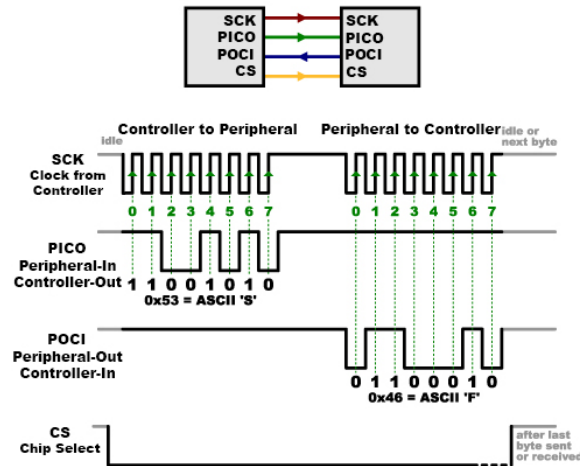 SCK SCK
PICO PICO
POCI POCI
CS CS
Controller to Peripheral Peripheral to Controller
idle idle or
next byte
SCK
Clock from
Controller
0 1 2 3 4 5 6 7 0 1 2 3 4 5 6 7
PICO
Peripheral-In
Controller-Out 1 1 0 0 1 0 1 0
0x53 = ASCII 'S'
POCI
Peripheral-Out
Controller-In
0 1 1 0 0 0 1 0
0x46 = ASCII 'F'
CS
Chip Select
after last
byte sent
or received